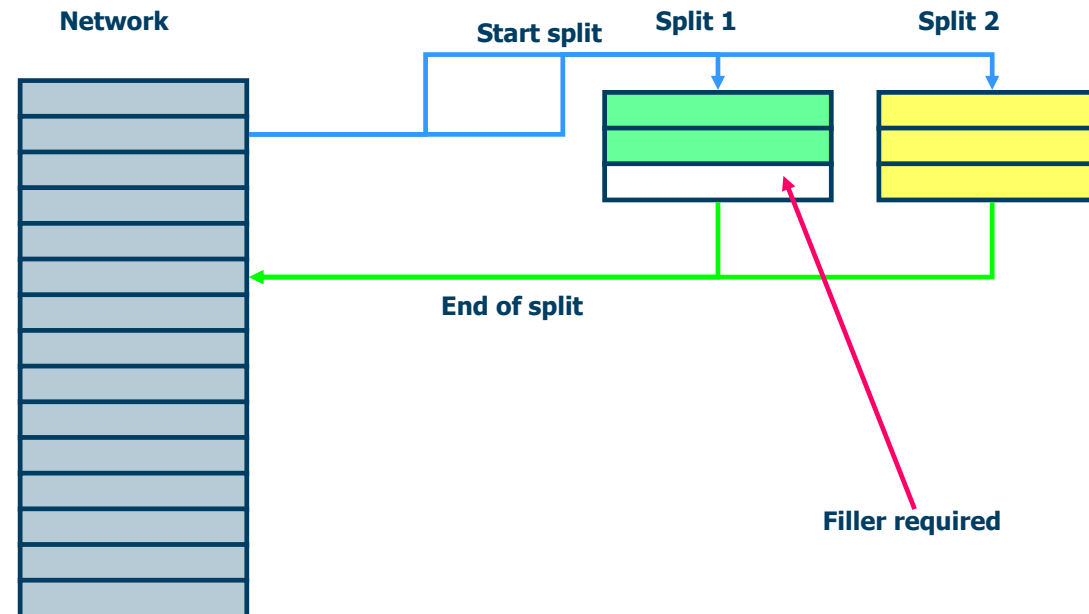 Network
Start split
Split 1
Split 2
End of split
Filler required